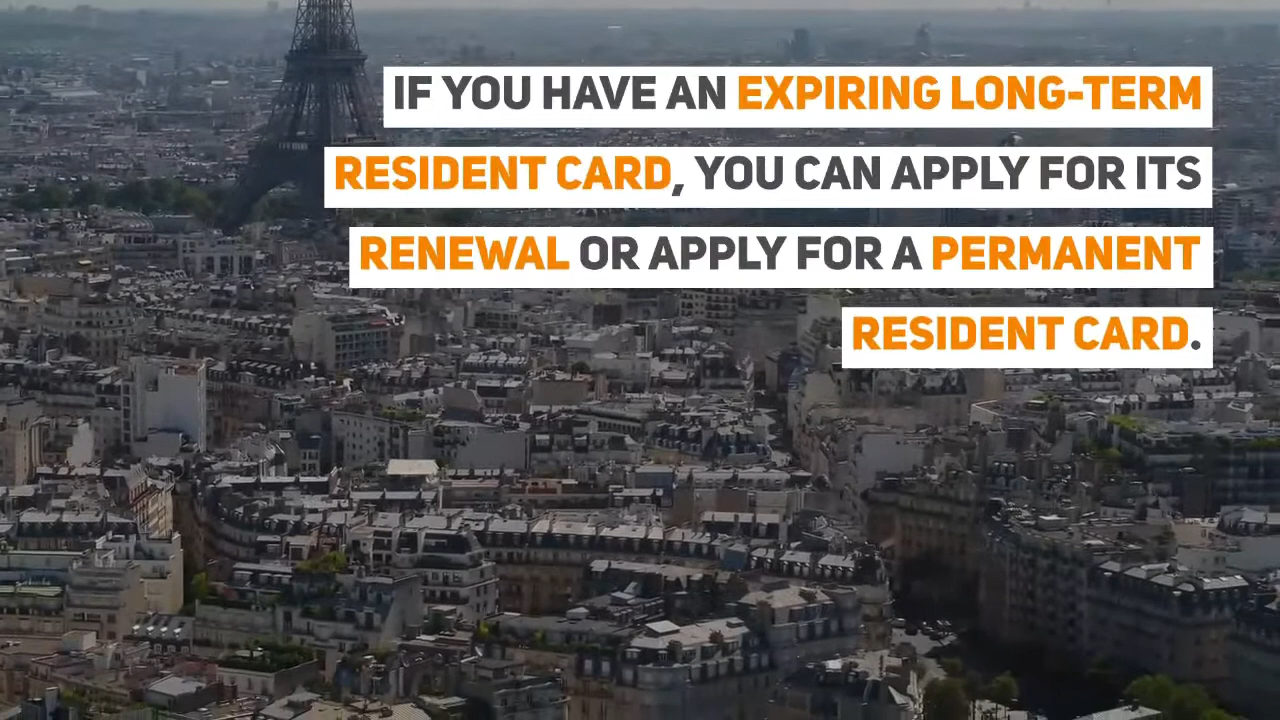 IF YOU HAVE AN EXPIRING LONG-TERM
RESIDENT CARD, YOU CAN APPLY FOR ITS
RENEWAL OR APPLY FOR A PERMANENT
RESIDENT CARD.